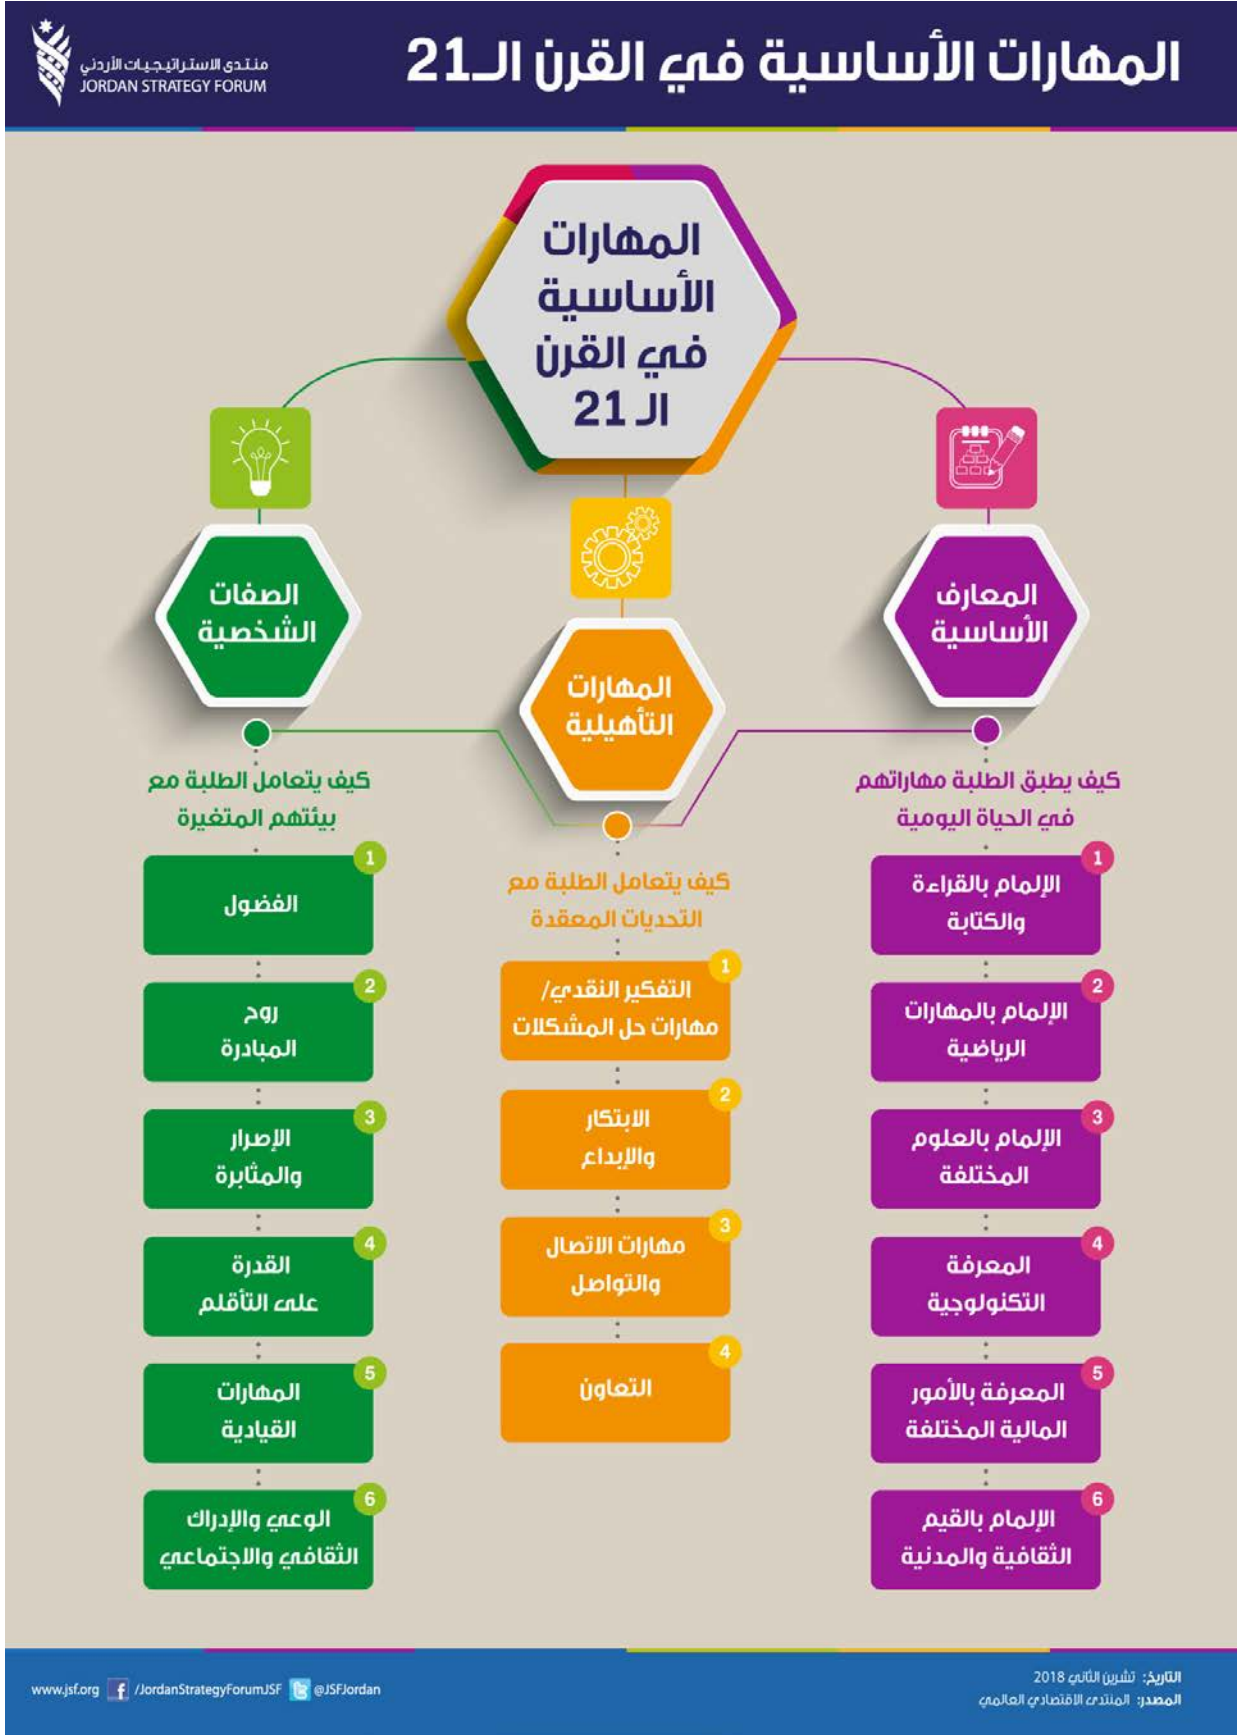 المهارات الأساسية في القرن الـ21
منتدى الاستراتيجيات الأردني
JORDAN STRATEGY FORUM
المهارات
الأساسية
في القرن
الـ 21
المعارف
الأساسية
كيف يطبق الطلبة مهاراتهم
في الحياة اليومية
1
الإلمام بالقراءة
والكتابة
2
الإلمام بالمهارات
الرياضية
3
الإلمام بالعلوم
المختلفة
4
المعرفة
التكنولوجية
5
المعرفة بالأمور
المالية المختلفة
6
الإلمام بالقيم
الثقافية والمدنية
المهارات
التأهيلية
كيف يتعامل الطلبة مع
التحديات المعقدة
1
التفكير النقدي/
مهارات حل المشكلات
2
الابتكار
والإبداع
3
مهارات الاتصال
والتواصل
4
التعاون
الصفات
الشخصية
كيف يتعامل الطلبة مع
بيئتهم المتغيرة
1
الفضول
2
روح
المبادرة
3
الإصرار
والمثابرة
4
القدرة
على التأقلم
5
المهارات
القيادية
6
الوعي والإدراك
الثقافي والاجتماعي
التاريخ: تشرين الثاني 2018
المصدر: المنتدى الاقتصادي العالمي
www.jsf.org /JordanStrategyForumJSF @JSFJordan